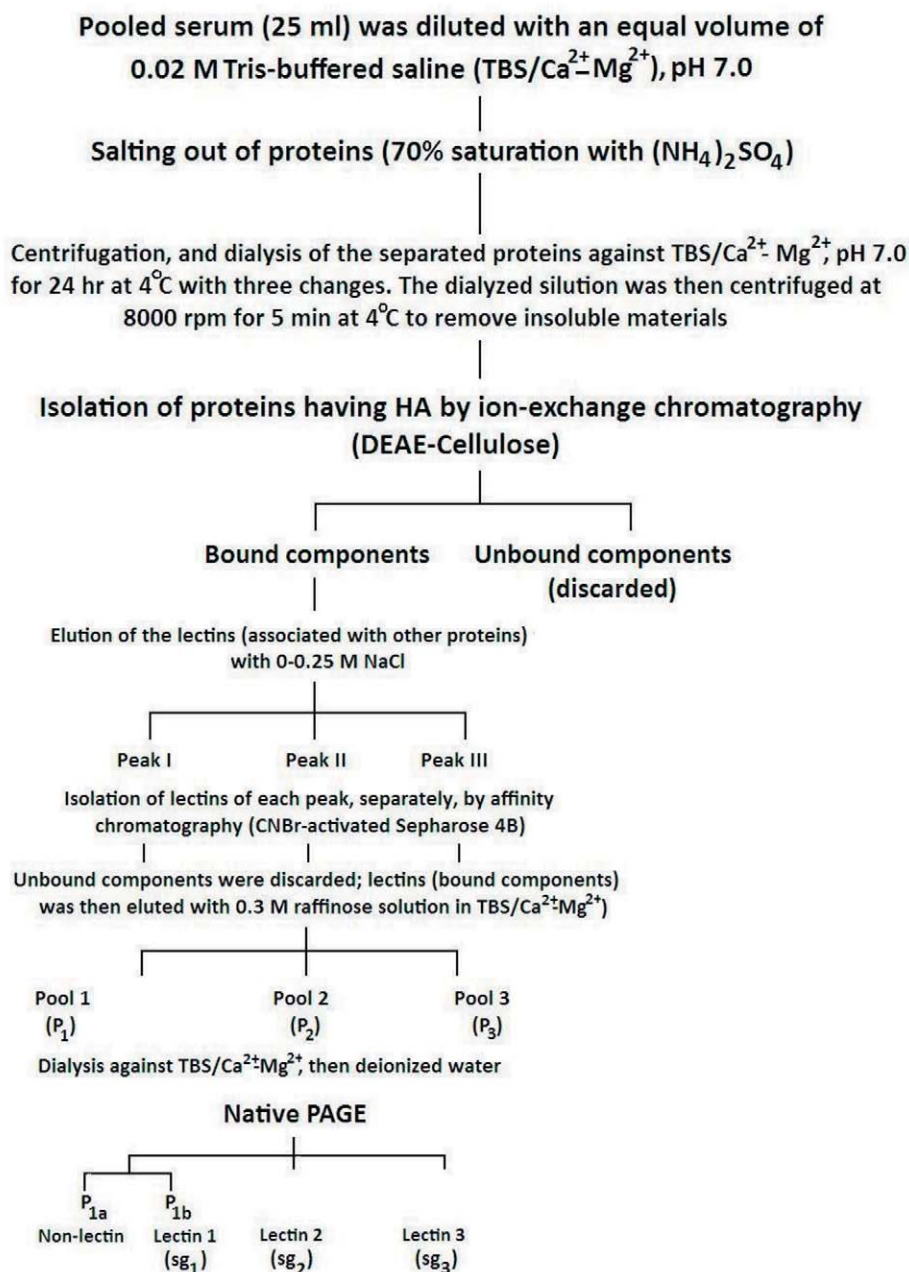 Pooled serum (25 ml) was diluted with an equal volume of
0.02 M Tris-buffered saline (TBS/Ca²⁺-Mg²⁺), pH 7.0
Salting out of proteins (70% saturation with (NH₄)₂SO₄)
Centrifugation, and dialysis of the separated proteins against TBS/Ca²⁺- Mg²⁺, pH 7.0
for 24 hr at 4°C with three changes. The dialyzed silution was then centrifuged at
8000 rpm for 5 min at 4°C to remove insoluble materials
Isolation of proteins having HA by ion-exchange chromatography
(DEAE-Cellulose)
Bound components Unbound components
(discarded)
Elution of the lectins (associated with other proteins)
with 0-0.25 M NaCl
Peak I Peak II Peak III
Isolation of lectins of each peak, separately, by affinity
chromatography (CNBr-activated Sepharose 4B)
Unbound components were discarded; lectins (bound components)
was then eluted with 0.3 M raffinose solution in TBS/Ca²⁺-Mg²⁺)
Pool 1 Pool 2 Pool 3
(P₁) (P₂) (P₃)
Dialysis against TBS/Ca²⁺-Mg²⁺, then deionized water
Native PAGE
P₁ₐ P₁b
Non-lectin Lectin 1 Lectin 2 Lectin 3
(sg₁) (sg₂) (sg₃)